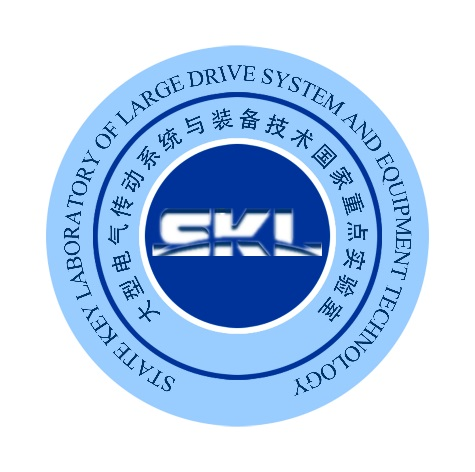 STATE KEY LABORATORY OF LARGE DRIVE SYSTEM AND EQUIPMENT TECHNOLOGY
大型电气传动系统与装备技术国家重点实验室
SKL